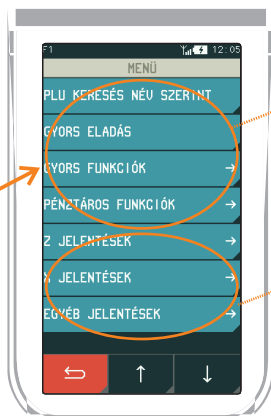 F1 12:05
MENÜ
PLU KERESÉS NÉV SZERINT
GYORS ELADÁS
GYORS FUNKCIÓK →
PÉNZTÁROS FUNKCIÓK →
Z JELENTÉSEK →
X JELENTÉSEK
EGYÉB JELENTÉSEK →